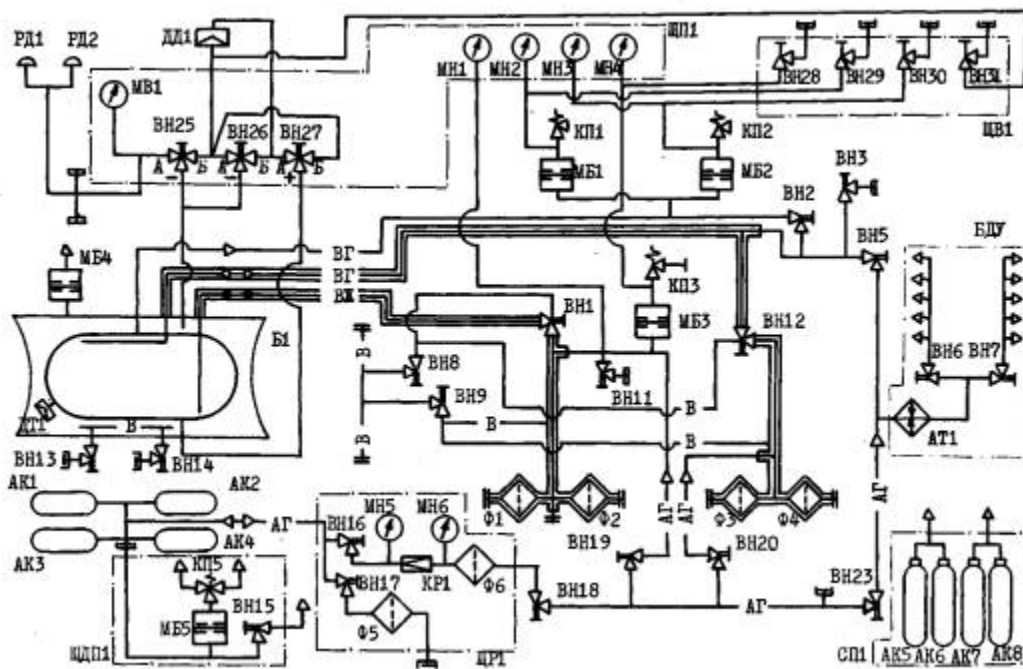 РД1 РД2 ДД1 ЩП1
МН1 МН2 МН3 МН4
ВН28 ВН29 ВН30 ВН31
МВ1
ЩВ1
ВН25 ВН26 ВН27
А Б А Б А Б
− − +
КП1 КП2
МБ1 МБ2
ВН3
ВН2
ВН5
БДУ
МБ4
ВГ
ВГ
ВЖ
КП3
МБ3
Б1
ВН1
ВН12
В
ВН8
ВН9
ВН11
В
В
В
ВН6 ВН7
АТ1
ДТ1
В
ВН13 ВН14
АК1 АК2
АК3 АК4
АГ
МН5 МН6
ВН16
КР1
Ф6
ВН17
Ф5
ЩР1
Ф1 Ф2
Ф3 Ф4
АГ АГ
АГ
ВН19 ВН20
ВН18
АГ
ВН23
КП5
ВН15
МБ5
ЩДП1
СП1
АК5 АК6 АК7 АК8